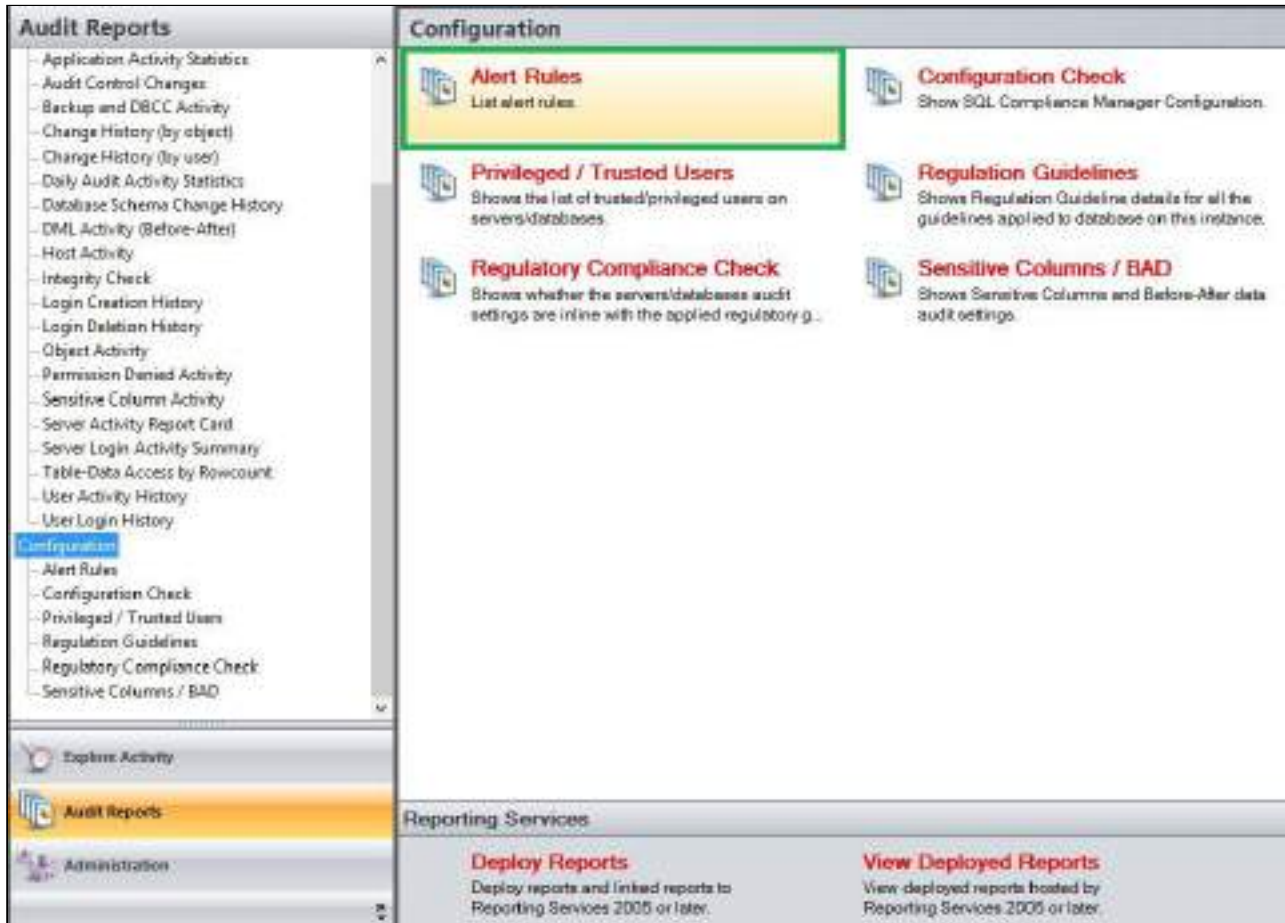 Audit Reports
Application Activity Statistics
Audit Control Changes
Backup and DBCC Activity
Change History (by object)
Change History (by user)
Daily Audit Activity Statistics
Database Schema Change History
DML Activity (Before-After)
Host Activity
Integrity Check
Login Creation History
Login Deletion History
Object Activity
Permission Denied Activity
Sensitive Column Activity
Server Activity Report Card
Server Login Activity Summary
Table-Data Access by Rowcount
User Activity History
User Login History
Configuration
Alert Rules
Configuration Check
Privileged / Trusted Users
Regulation Guidelines
Regulatory Compliance Check
Sensitive Columns / BAD
Explore Activity
Audit Reports
Administration
Configuration
Alert Rules
List alert rules.
Configuration Check
Show SQL Compliance Manager Configuration.
Privileged / Trusted Users
Shows the list of trusted/privileged users on
servers/databases.
Regulation Guidelines
Shows Regulation Guideline details for all the
guidelines applied to database on this instance.
Regulatory Compliance Check
Shows whether the servers/databases audit
settings are inline with the applied regulatory g...
Sensitive Columns / BAD
Shows Sensitive Columns and Before-After data
audit settings.
Reporting Services
Deploy Reports
Deploy reports and linked reports to
Reporting Services 2005 or later.
View Deployed Reports
View deployed reports hosted by
Reporting Services 2005 or later.